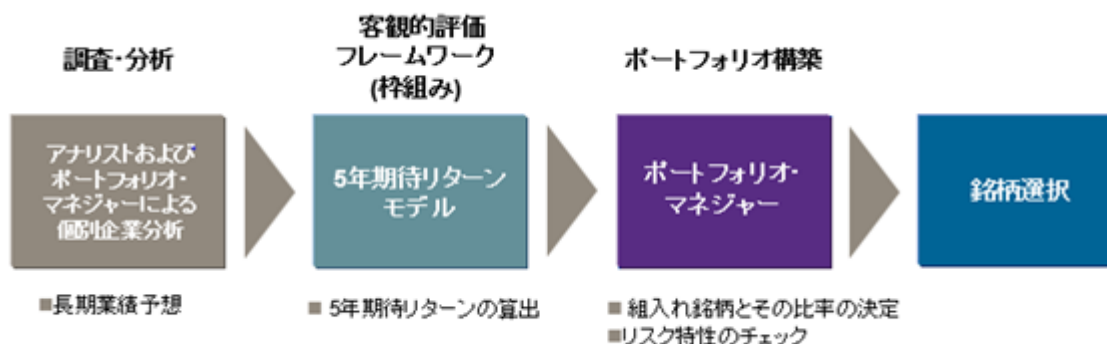 調査・分析
客観的評価
フレームワーク
(枠組み)
ポートフォリオ構築
アナリストおよび
ポートフォリオ・
マネジャーによる
個別企業分析
5年期待リターン
モデル
ポートフォリオ・
マネジャー
銘柄選択
■長期業績予想
■ 5年期待リターンの算出
■ 組入れ銘柄とその比率の決定
■リスク特性のチェック